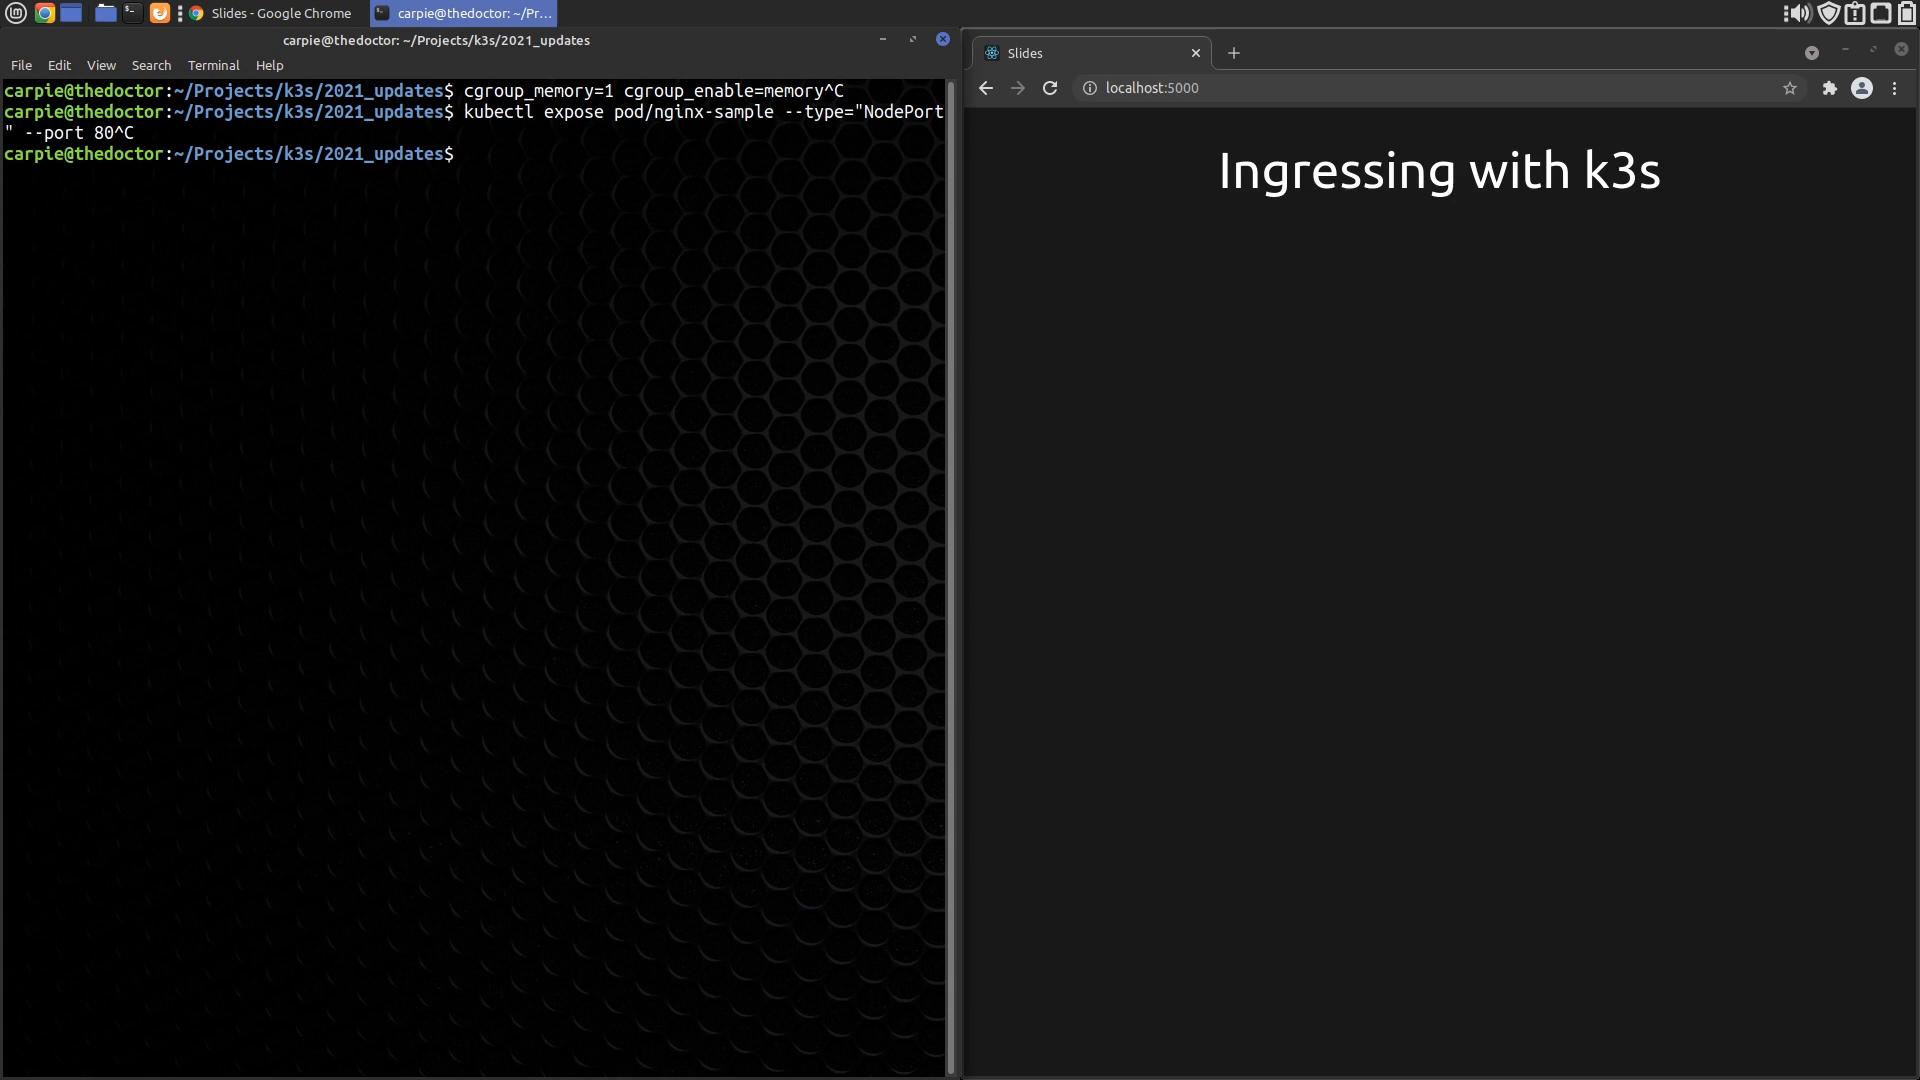 Slides - Google Chrome
carpie@thedoctor: ~/Pr...
carpie@thedoctor: ~/Projects/k3s/2021_updates
File Edit View Search Terminal Help
carpie@thedoctor:~/Projects/k3s/2021_updates$ cgroup_memory=1 cgroup_enable=memory^C
carpie@thedoctor:~/Projects/k3s/2021_updates$ kubectl expose pod/nginx-sample --type="NodePort
" --port 80^C
carpie@thedoctor:~/Projects/k3s/2021_updates$
Slides
localhost:5000
Ingressing with k3s